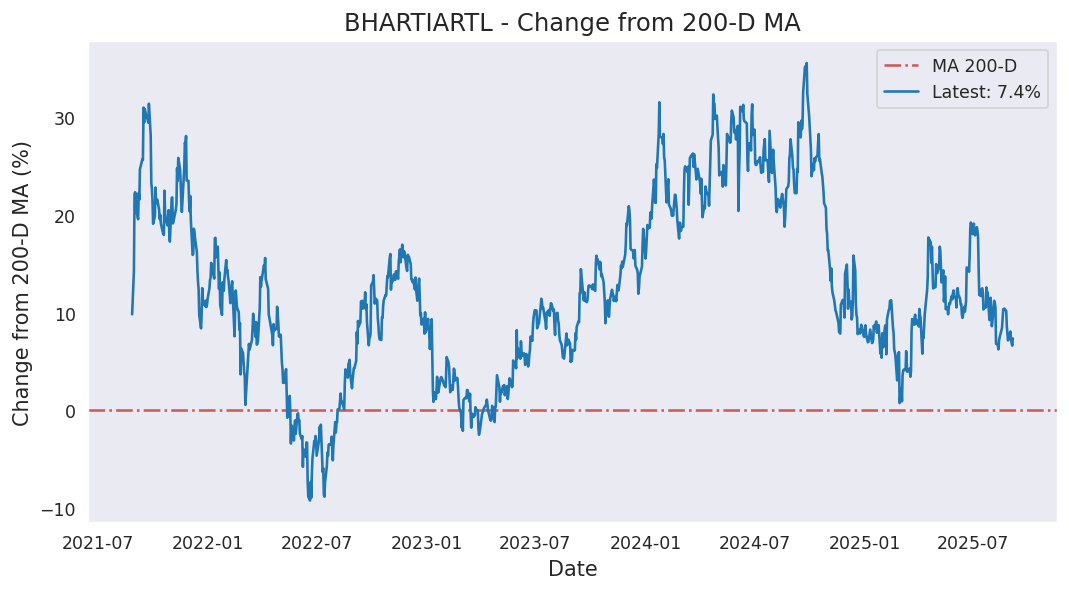 BHARTIARTL - Change from 200-D MA
MA 200-D
Latest: 7.4%
Change from 200-D MA (%)
30
20
10
0
−10
2021-07 2022-01 2022-07 2023-01 2023-07 2024-01 2024-07 2025-01 2025-07
Date